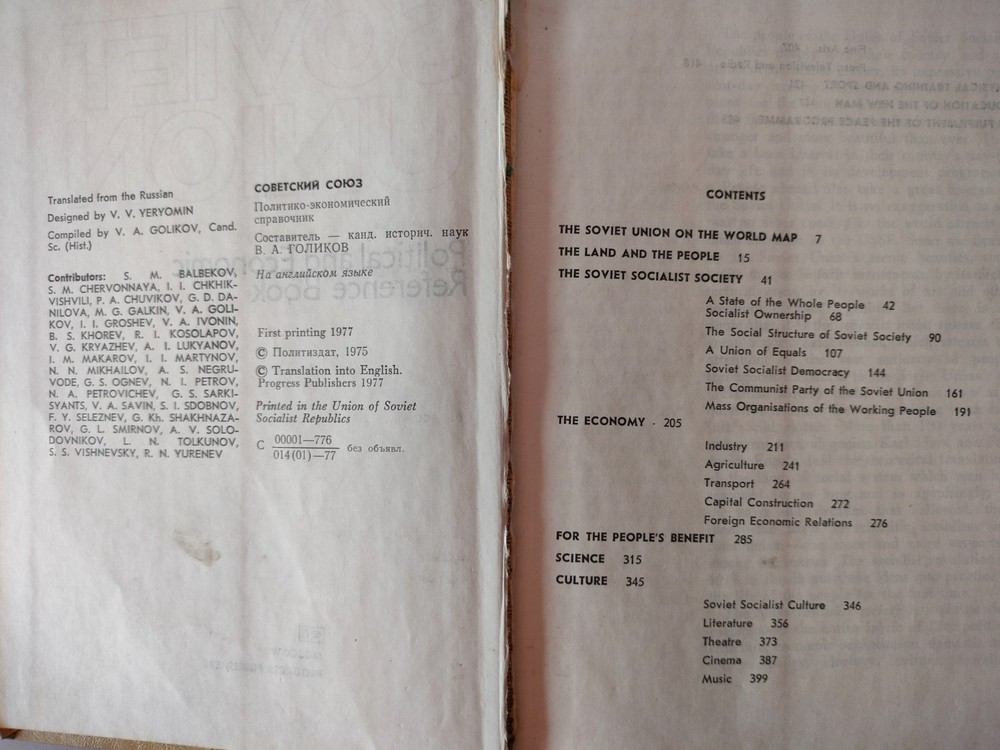 Translated from the Russian
Designed by V. V. YERYOMIN
Compiled by V. A. GOLIKOV, Cand.
Sc. (Hist.)
Contributors: S. M. BALBEKOV,
S. M. CHERVONNAYA, I. I. CHKHIK-
VISHVILI, P. A. CHUVIKOV, G. D. DA-
NILOVA, M. G. GALKIN, V. A. GOLI-
KOV, I. I. GROSHEV, V. A. IVONIN,
B. S. KHOREV, R. I. KOSOLAPOV,
V. G. KRYAZHEV, A. I. LUKYANOV,
I. M. MAKAROV, I. I. MARTYNOV,
N. N. MIKHAILOV, A. S. NEGRU-
VODE, G. S. OGNEV, N. I. PETROV,
N. A. PETROVICHEV, G. S. SARKI-
SYANTS, V. A. SAVIN, S. I. SDOBNOV,
F. Y. SELEZNEV, G. Kh. SHAKHNAZA-
ROV, G. L. SMIRNOV, A. V. SOLO-
DOVNIKOV, L. N. TOLKUNOV,
S. S. VISHNEVSKY, R. N. YURENEV
СОВЕТСКИЙ СОЮЗ
Политико-экономический
справочник
Составитель — канд. историч. наук
В. А. ГОЛИКОВ
На английском языке
First printing 1977
© Политиздат, 1975
© Translation into English.
Progress Publishers 1977
Printed in the Union of Soviet
Socialist Republics
С 00001—776
014(01)—77 без объявл.
CONTENTS
THE SOVIET UNION ON THE WORLD MAP 7
THE LAND AND THE PEOPLE 15
THE SOVIET SOCIALIST SOCIETY 41
A State of the Whole People 42
Socialist Ownership 68
The Social Structure of Soviet Society 90
A Union of Equals 107
Soviet Socialist Democracy 144
The Communist Party of the Soviet Union 161
Mass Organisations of the Working People 191
THE ECONOMY · 205
Industry 211
Agriculture 241
Transport 264
Capital Construction 272
Foreign Economic Relations 276
FOR THE PEOPLE'S BENEFIT 285
SCIENCE 315
CULTURE 345
Soviet Socialist Culture 346
Literature 356
Theatre 373
Cinema 387
Music 399